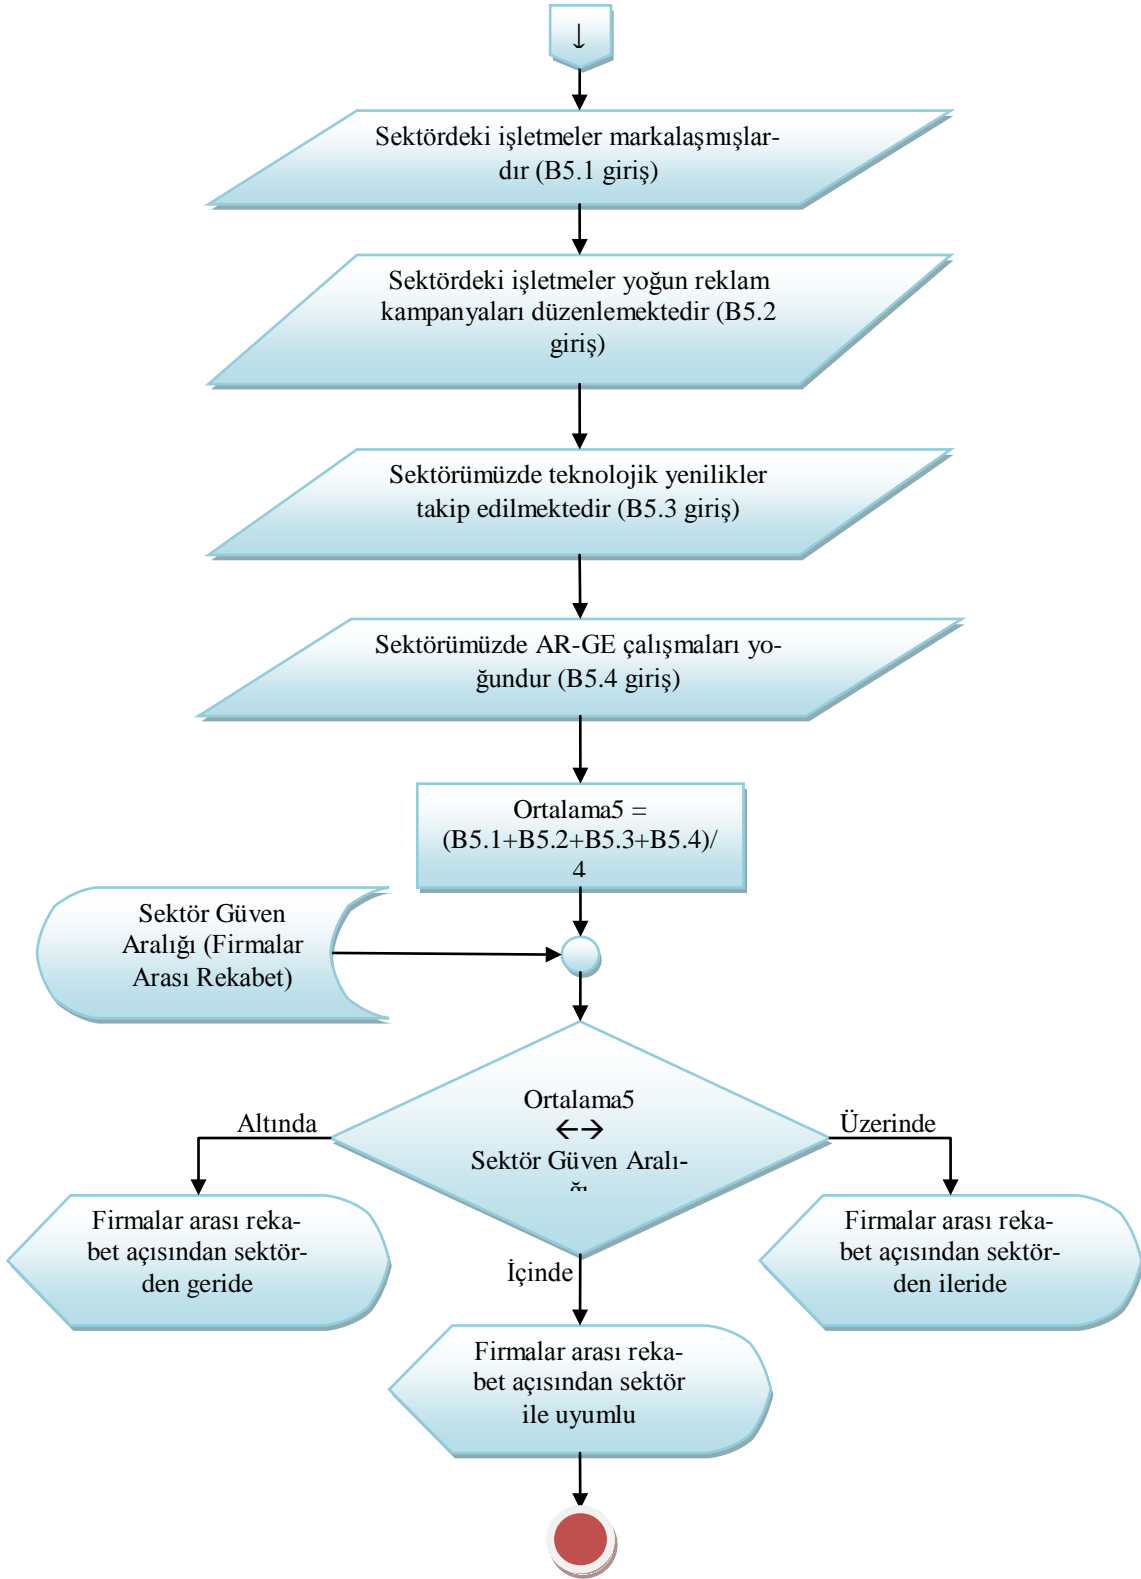 ↓
Sektördeki işletmeler markalaşmışlar-
dır (B5.1 giriş)
Sektördeki işletmeler yoğun reklam
kampanyaları düzenlemektedir (B5.2
giriş)
Sektörümüzde teknolojik yenilikler
takip edilmektedir (B5.3 giriş)
Sektörümüzde AR-GE çalışmaları yo-
ğundur (B5.4 giriş)
Ortalama5 =
(B5.1+B5.2+B5.3+B5.4)/
4
Sektör Güven
Aralığı (Firmalar
Arası Rekabet)
Ortalama5
←→
Sektör Güven Aralı-
ğı
Altında
Üzerinde
İçinde
Firmalar arası reka-
bet açısından sektör-
den geride
Firmalar arası reka-
bet açısından sektör-
den ileride
Firmalar arası reka-
bet açısından sektör
ile uyumlu